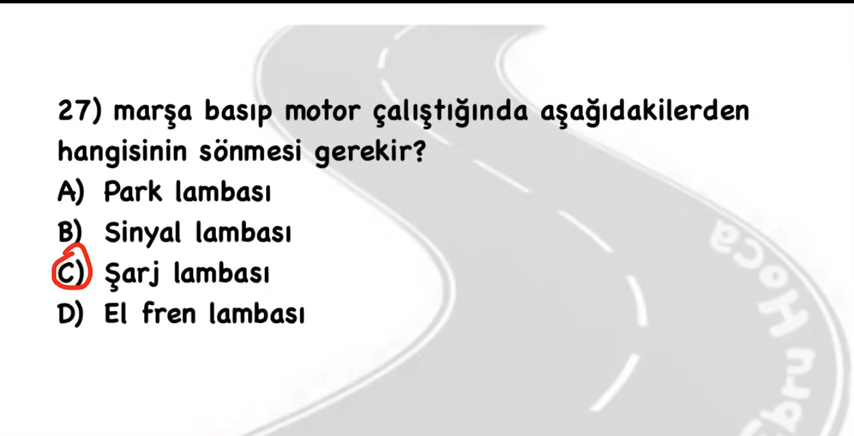 27) marşa basıp motor çalıştığında aşağıdakilerden
hangisinin sönmesi gerekir?
A) Park lambası
B) Sinyal lambası
C) Şarj lambası
D) El fren lambası
Ebru Hoca